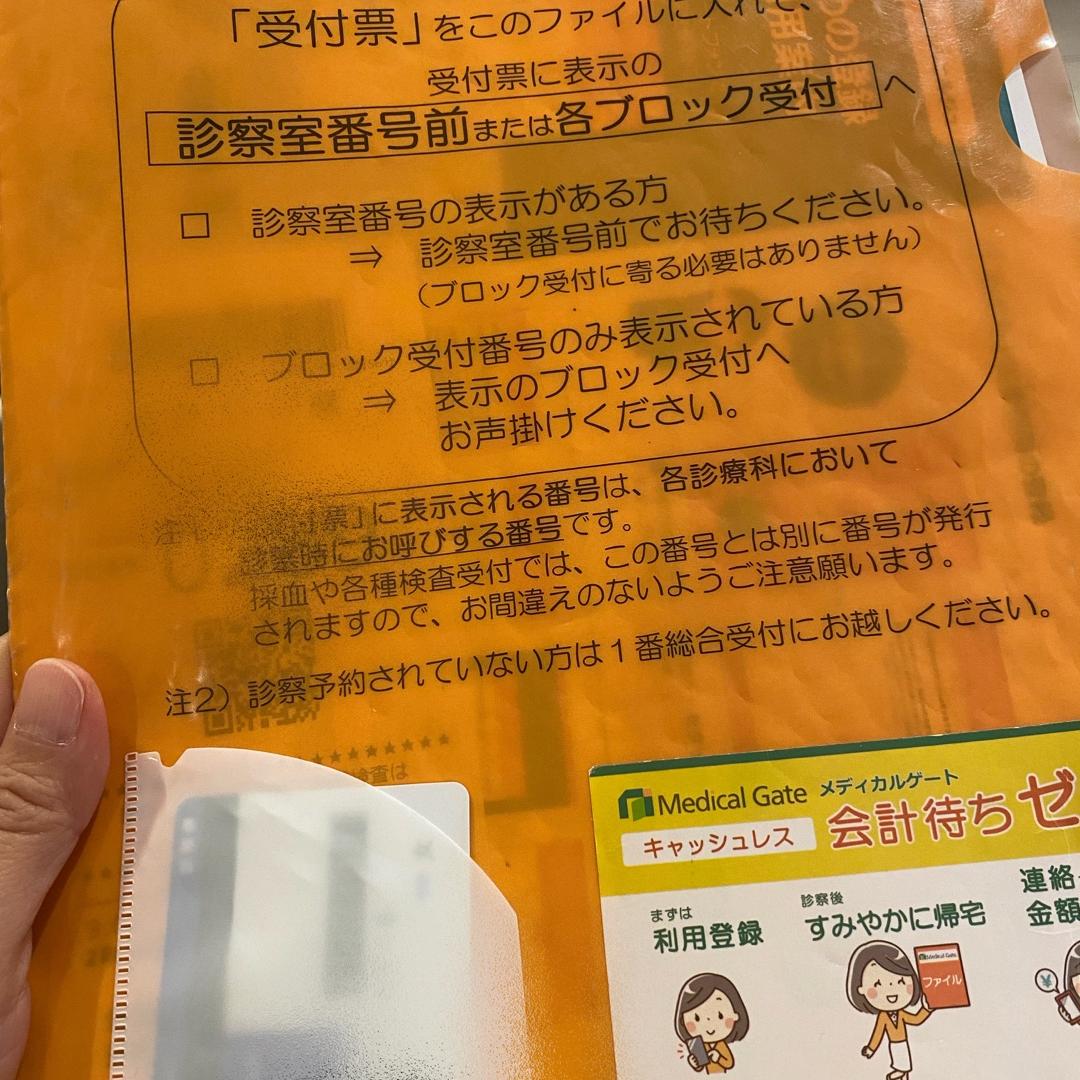 「受付票」をこのファイルに入れて、
受付票に表示の
診察室番号前または各ブロック受付へ
□ 診察室番号の表示がある方
⇒ 診察室番号前でお待ちください。
（ブロック受付に寄る必要はありません）
□ ブロック受付番号のみ表示されている方
⇒ 表示のブロック受付へ
お声掛けください。
票」に表示される番号は、各診療科において
診察時にお呼びする番号です。
採血や各種検査受付では、この番号とは別に番号が発行
されますので、お間違えのないようご注意願います。
注2）診察予約されていない方は1番総合受付にお越しください。
★★★★★★★★★★
検査は
Medical Gate メディカルゲート
キャッシュレス 会計待ちゼ
まずは
利用登録
診察後
すみやかに帰宅
連絡
金額
Medical Gate
ファイル
¥